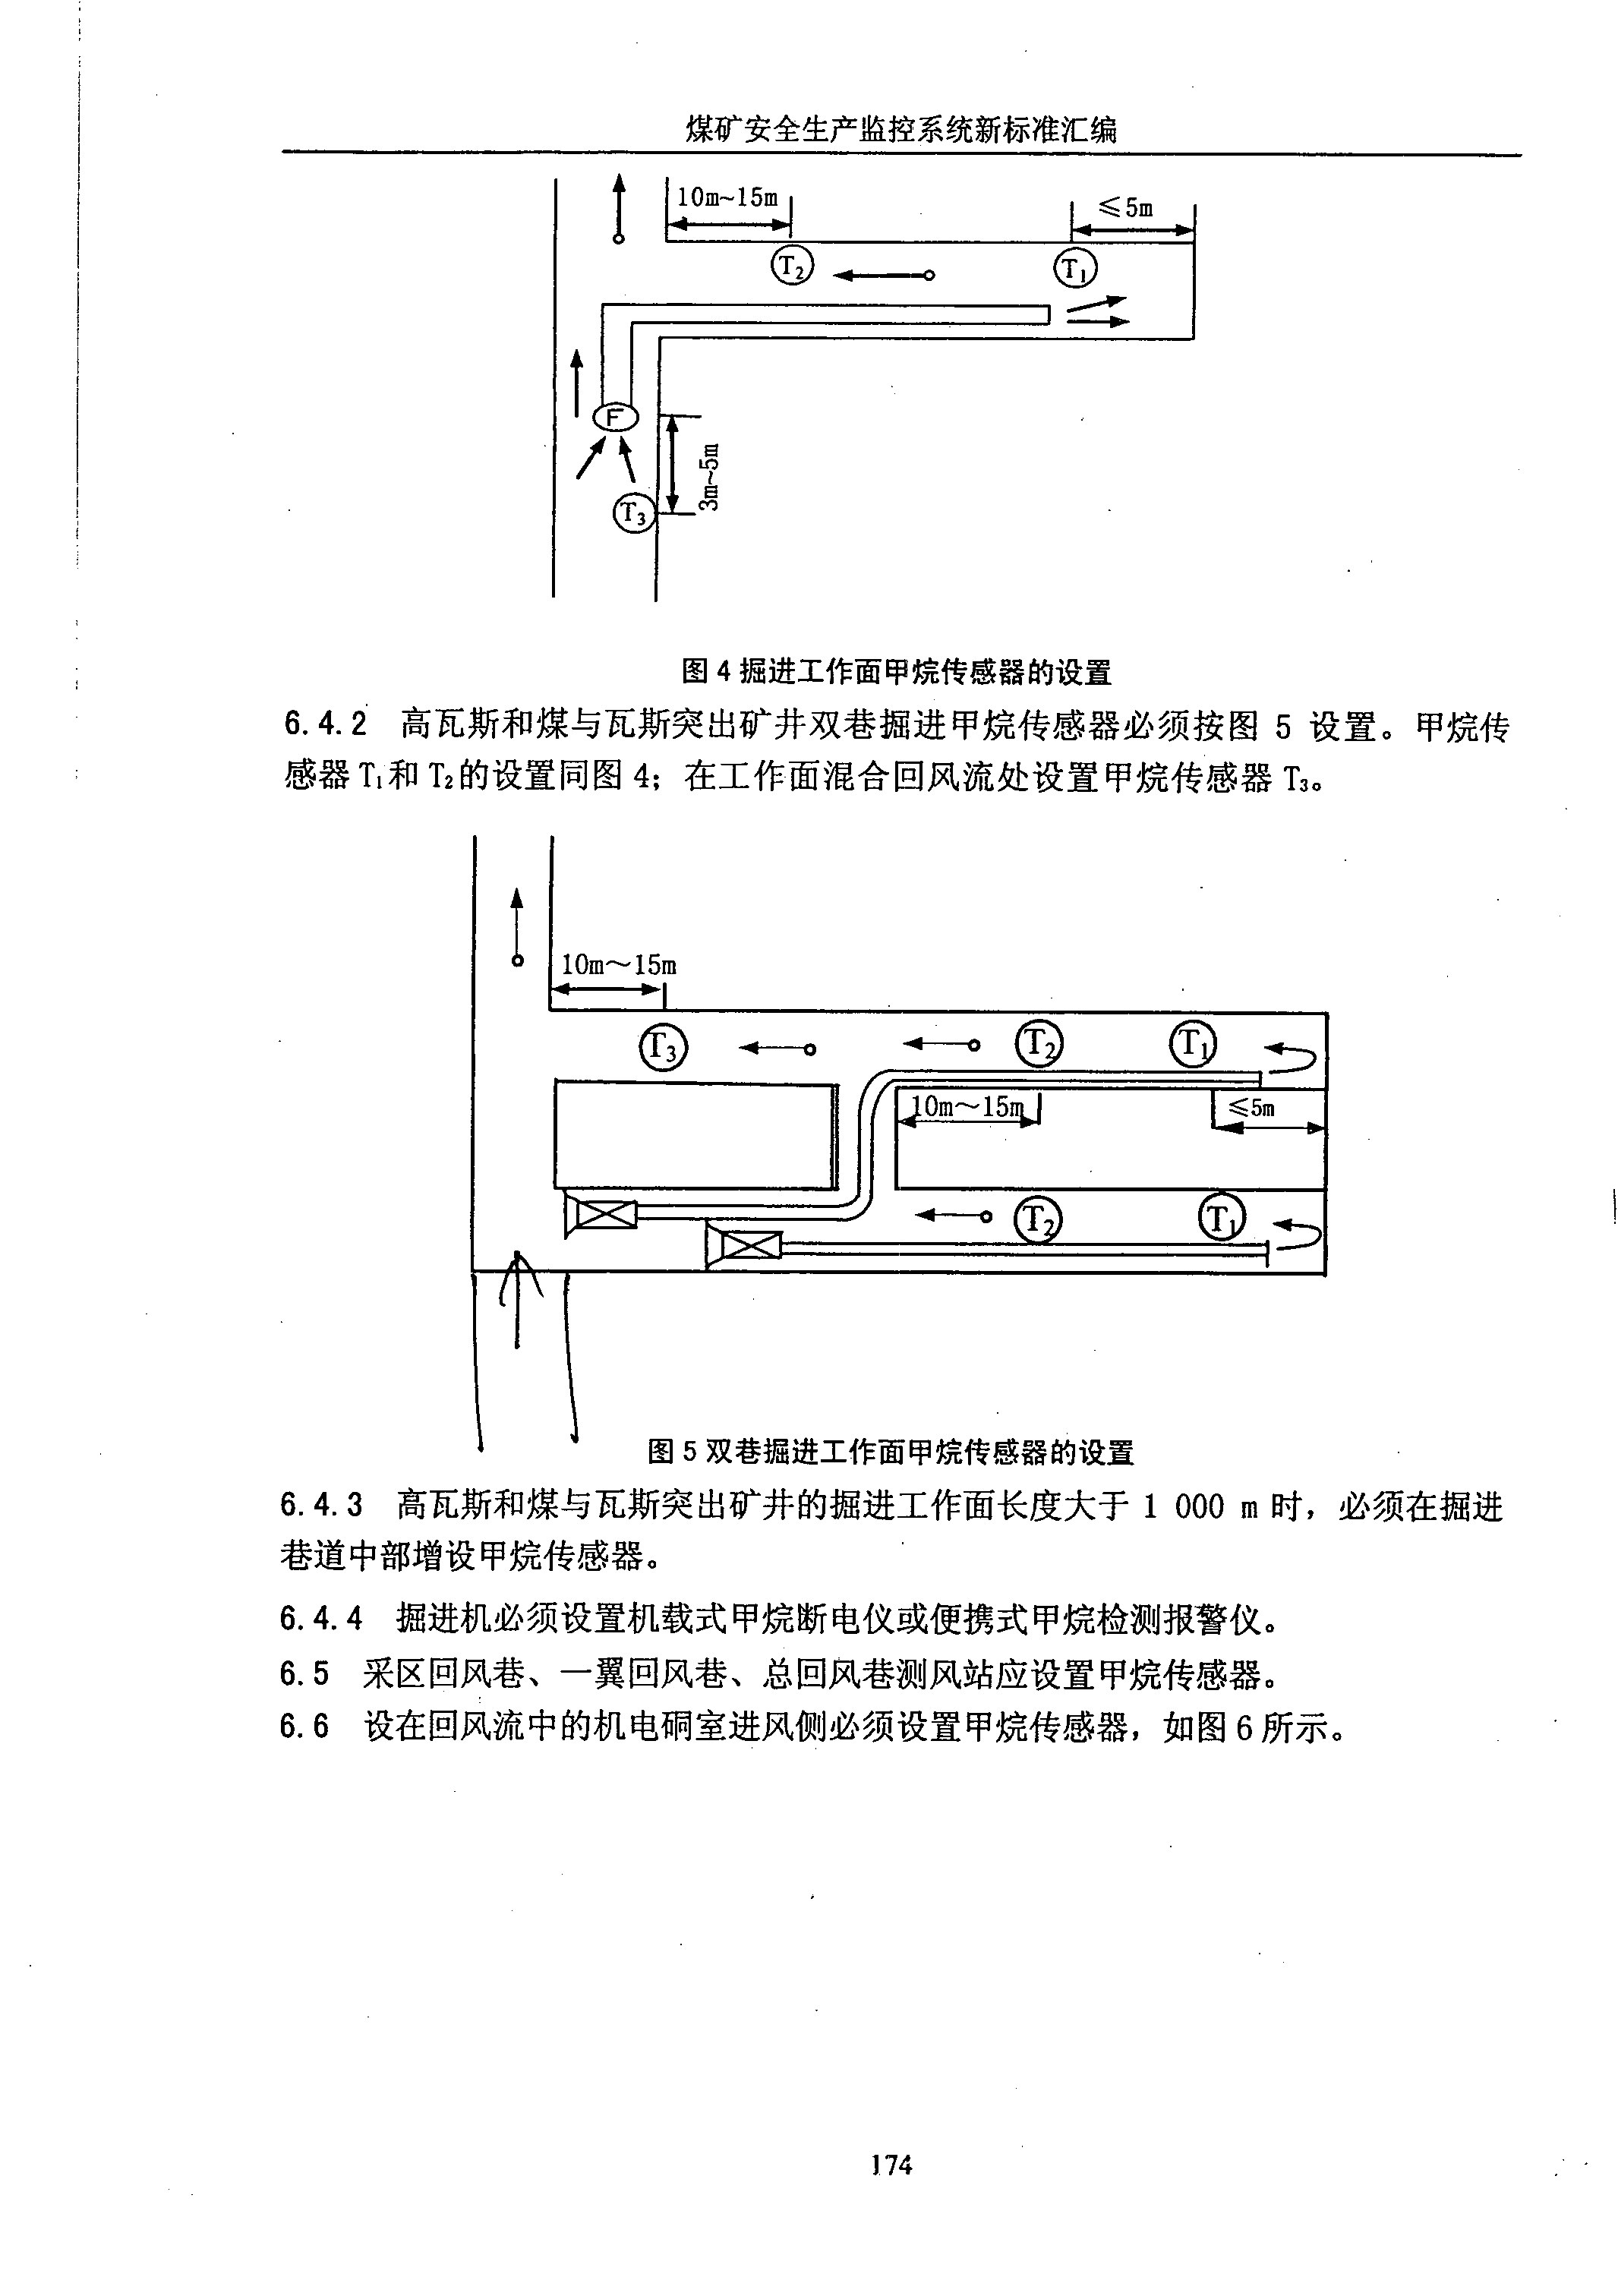 煤矿安全生产监控系统新标准汇编
10m~15m
≤5m
T₂
T₁
F
3m~5m
T₃
图 4 掘进工作面甲烷传感器的设置
6.4.2 高瓦斯和煤与瓦斯突出矿井双巷掘进甲烷传感器必须按图 5 设置。甲烷传
感器 T₁和 T₂的设置同图 4；在工作面混合回风流处设置甲烷传感器 T₃。
10m～15m
T₃
T₂
T₁
10m～15m
≤5m
T₂
T₁
图 5 双巷掘进工作面甲烷传感器的设置
6.4.3 高瓦斯和煤与瓦斯突出矿井的掘进工作面长度大于 1 000 m 时，必须在掘进
巷道中部增设甲烷传感器。
6.4.4 掘进机必须设置机载式甲烷断电仪或便携式甲烷检测报警仪。
6.5 采区回风巷、一翼回风巷、总回风巷测风站应设置甲烷传感器。
6.6 设在回风流中的机电硐室进风侧必须设置甲烷传感器，如图 6 所示。
174